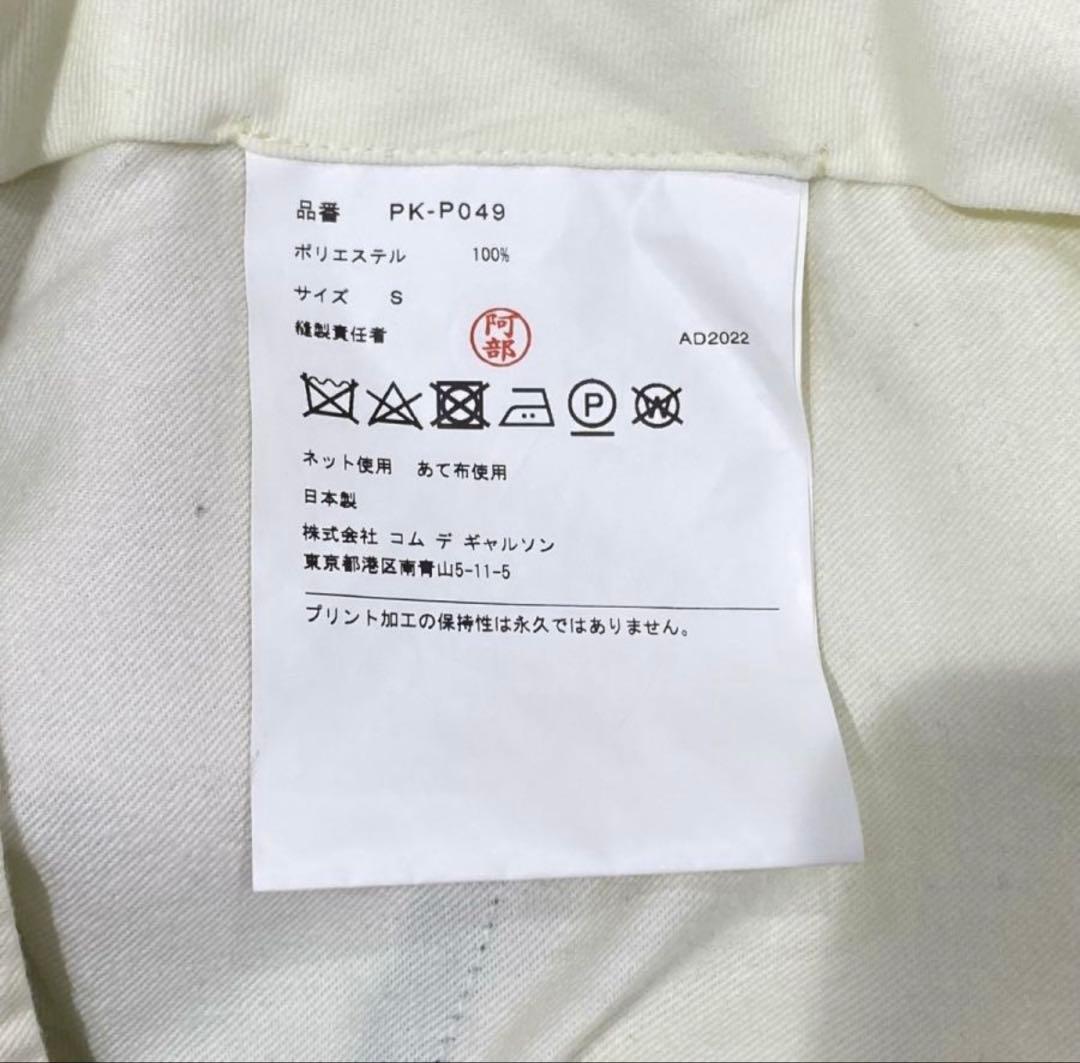 品番 PK-P049
ポリエステル 100%
サイズ S
縫製責任者 阿部 AD2022
P W
ネット使用 あて布使用
日本製
株式会社 コム デ ギャルソン
東京都港区南青山5-11-5
プリント加工の保持性は永久ではありません。